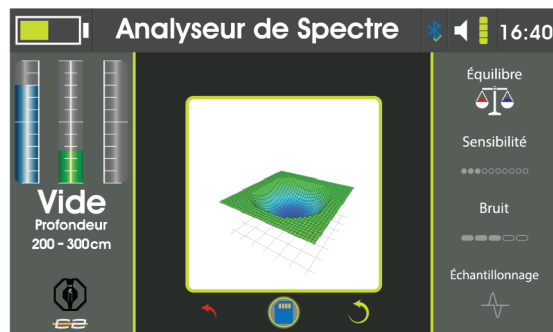 Analyseur de Spectre
16:40
Vide
Profondeur
200 - 300cm
Équilibre
Sensibilité
Bruit
Échantillonnage